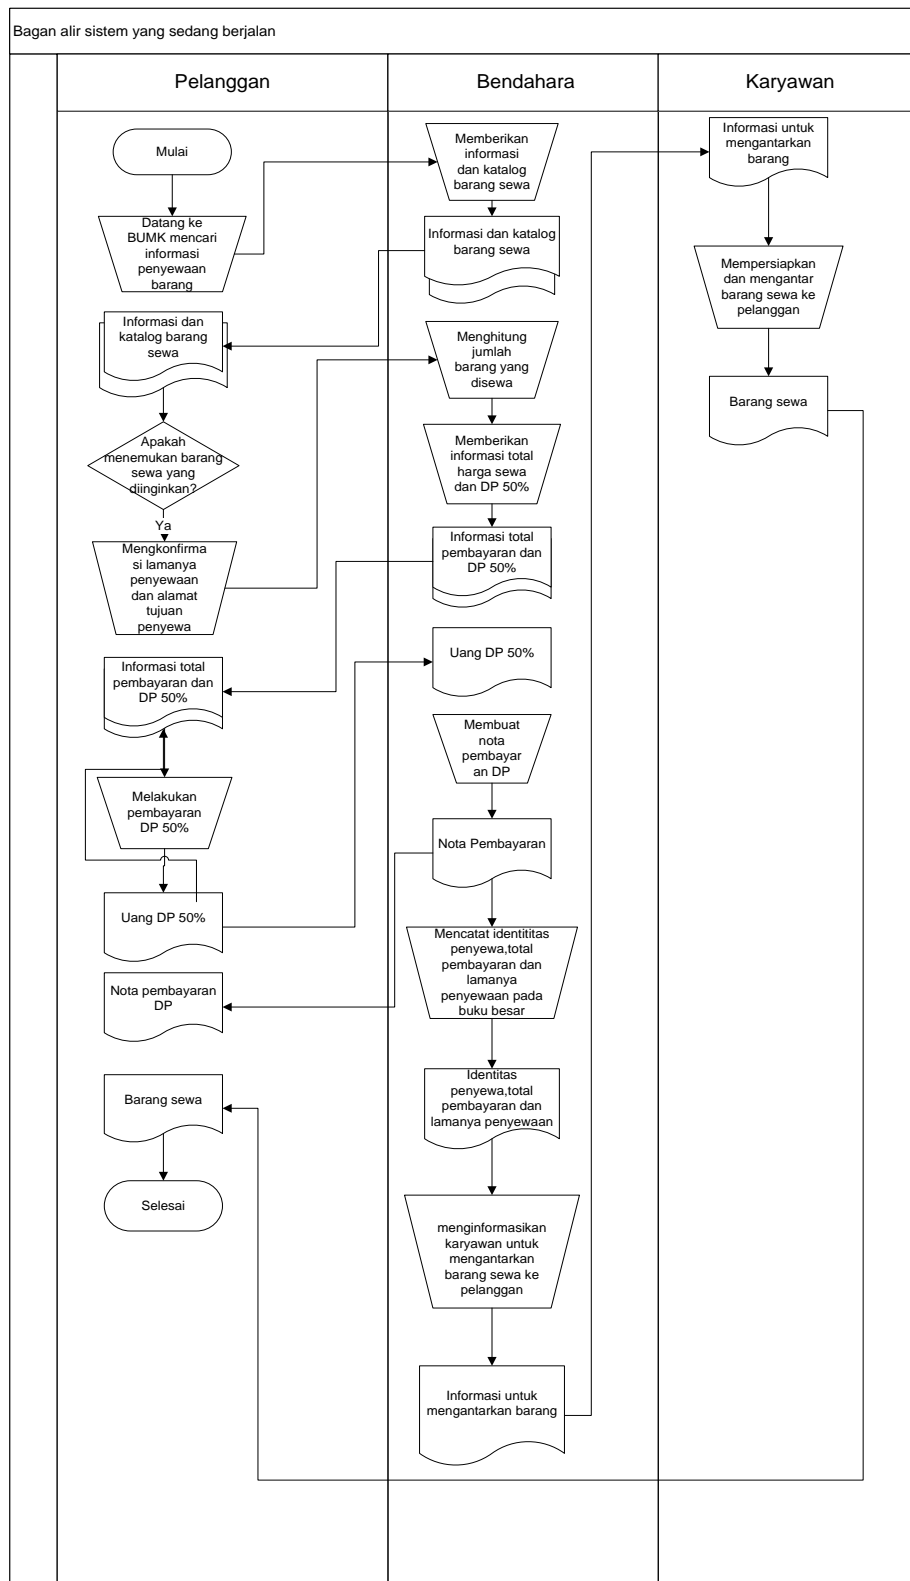 Bagan alir sistem yang sedang berjalan
Pelanggan
Bendahara
Karyawan
Mulai
Datang ke
BUMK mencari
informasi
penyewaan
barang
Informasi dan
katalog barang
sewa
Apakah
menemukan barang
sewa yang
diinginkan?
Ya
Mengkonfirma
si lamanya
penyewaan
dan alamat
tujuan
penyewa
Informasi total
pembayaran dan
DP 50%
Melakukan
pembayaran
DP 50%
Uang DP 50%
Nota pembayaran
DP
Barang sewa
Selesai
Memberikan
informasi
dan katalog
barang sewa
Informasi dan katalog
barang sewa
Menghitung
jumlah
barang yang
disewa
Memberikan
informasi total
harga sewa
dan DP 50%
Informasi total
pembayaran dan
DP 50%
Uang DP 50%
Membuat
nota
pembayar
an DP
Nota Pembayaran
Mencatat identititas
penyewa,total
pembayaran dan
lamanya
penyewaan pada
buku besar
Identitas
penyewa,total
pembayaran dan
lamanya penyewaan
menginformasikan
karyawan untuk
mengantarkan
barang sewa ke
pelanggan
Informasi untuk
mengantarkan barang
Informasi untuk
mengantarkan
barang
Mempersiapkan
dan mengantar
barang sewa ke
pelanggan
Barang sewa